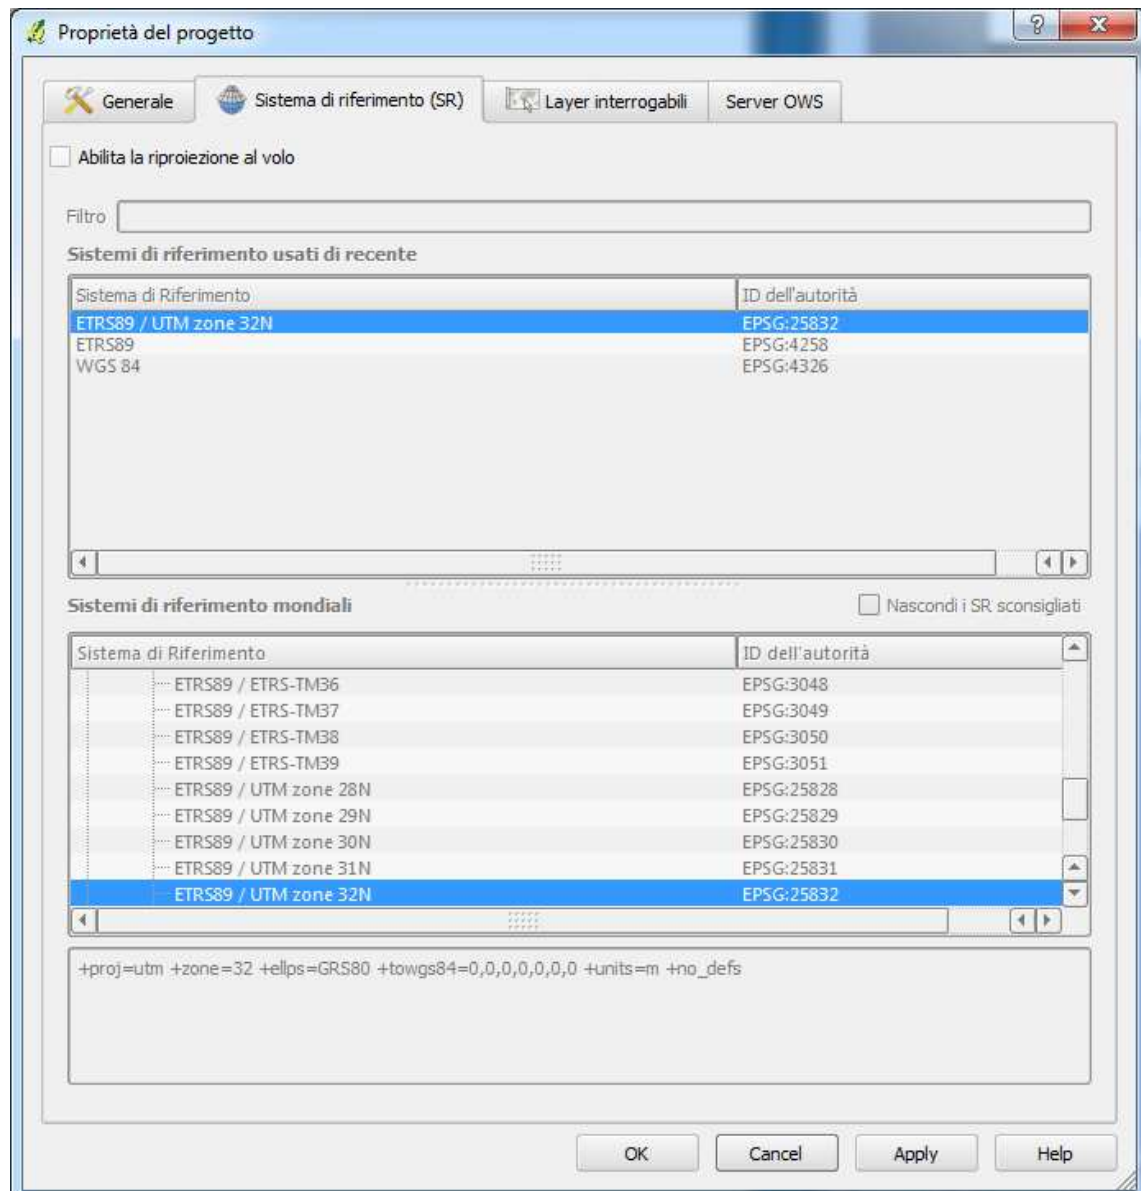 Proprietà del progetto
Generale
Sistema di riferimento (SR)
Layer interrogabili
Server OWS
Abilita la riproiezione al volo
Filtro
Sistemi di riferimento usati di recente
Sistema di Riferimento ID dell'autorità
ETRS89 / UTM zone 32N EPSG:25832
ETRS89 EPSG:4258
WGS 84 EPSG:4326
Sistemi di riferimento mondiali
Nascondi i SR sconsigliati
Sistema di Riferimento ID dell'autorità
ETRS89 / ETRS-TM36 EPSG:3048
ETRS89 / ETRS-TM37 EPSG:3049
ETRS89 / ETRS-TM38 EPSG:3050
ETRS89 / ETRS-TM39 EPSG:3051
ETRS89 / UTM zone 28N EPSG:25828
ETRS89 / UTM zone 29N EPSG:25829
ETRS89 / UTM zone 30N EPSG:25830
ETRS89 / UTM zone 31N EPSG:25831
ETRS89 / UTM zone 32N EPSG:25832
+proj=utm +zone=32 +ellps=GRS80 +towgs84=0,0,0,0,0,0,0 +units=m +no_defs
OK
Cancel
Apply
Help